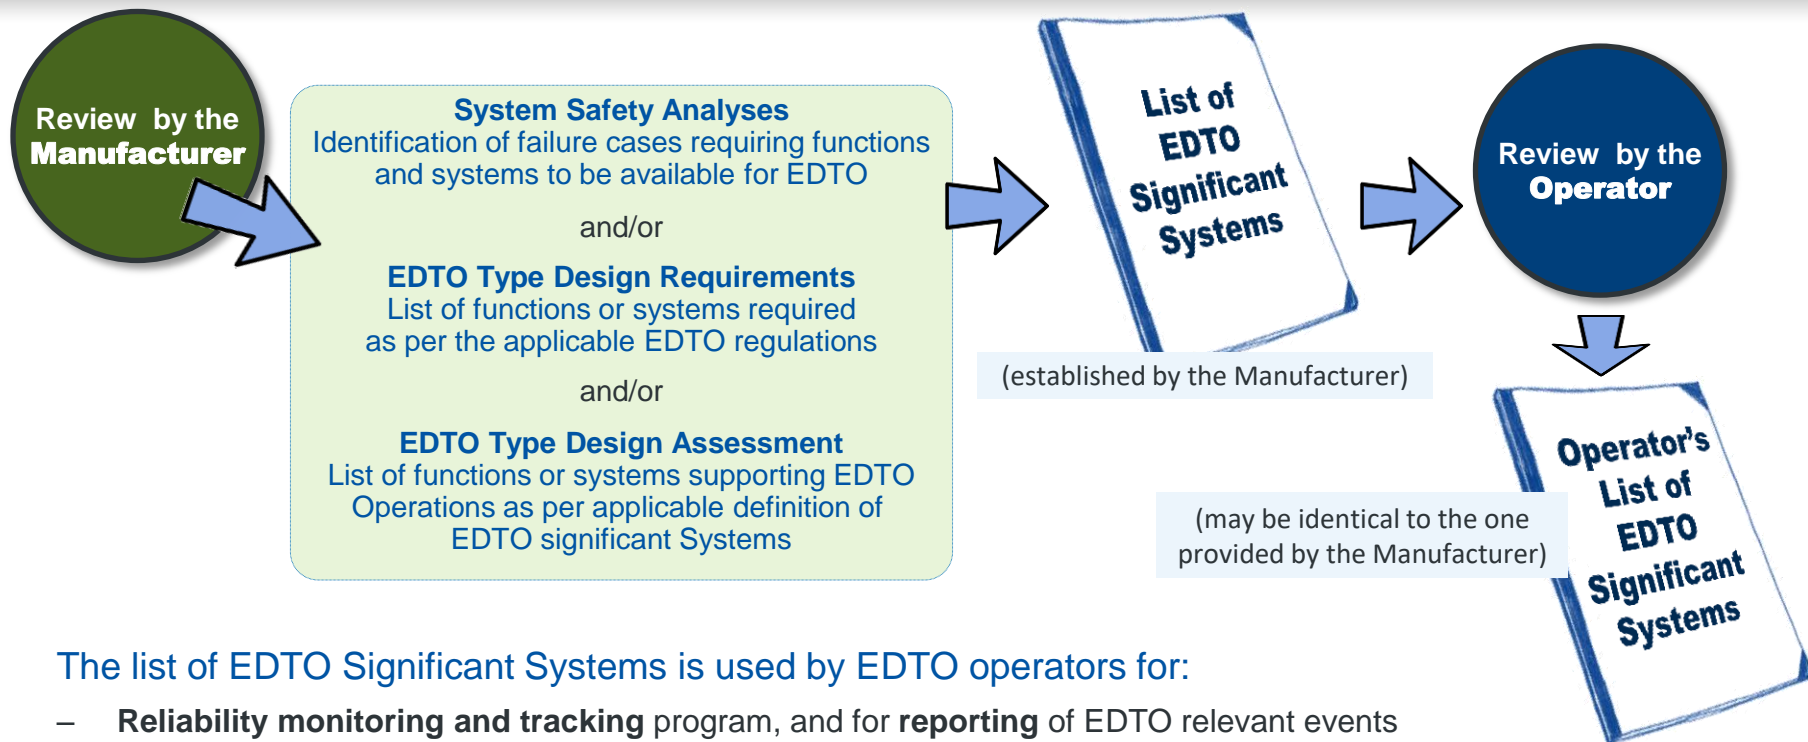 Review by the
Manufacturer
System Safety Analyses
Identification of failure cases requiring functions
and systems to be available for EDTO
and/or
EDTO Type Design Requirements
List of functions or systems required
as per the applicable EDTO regulations
and/or
EDTO Type Design Assessment
List of functions or systems supporting EDTO
Operations as per applicable definition of
EDTO significant Systems
List of
EDTO
Significant
Systems
(established by the Manufacturer)
Review by the
Operator
Operator's
List of
EDTO
Significant
Systems
(may be identical to the one
provided by the Manufacturer)
The list of EDTO Significant Systems is used by EDTO operators for:
– Reliability monitoring and tracking program, and for reporting of EDTO relevant events